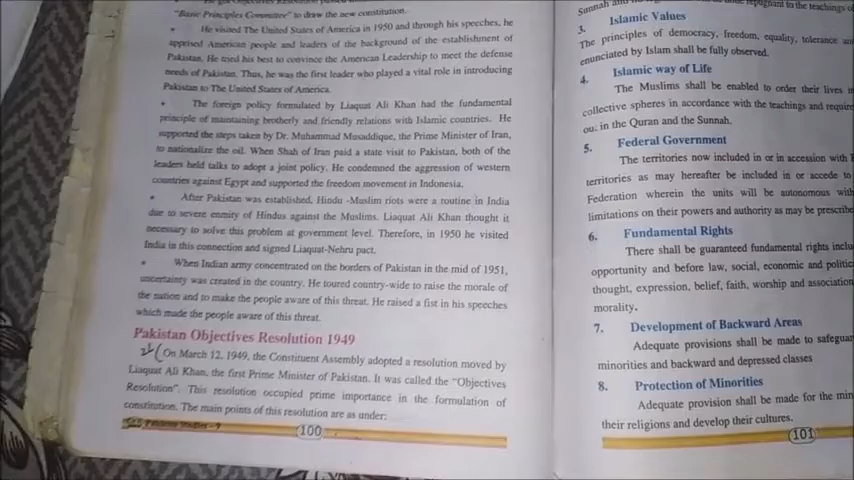 "Basic Principles Committee" to draw the new constitution.
• He visited The United States of America in 1950 and through his speeches, he
apprised American people and leaders of the background of the establishment of
Pakistan. He tried his best to convince the American Leadership to meet the defense
needs of Pakistan. Thus, he was the first leader who played a vital role in introducing
Pakistan to The United States of America.
• The foreign policy formulated by Liaquat Ali Khan had the fundamental
principle of maintaining brotherly and friendly relations with Islamic countries. He
supported the steps taken by Dr. Muhammad Musaddique, the Prime Minister of Iran,
to nationalize the oil. When Shah of Iran paid a state visit to Pakistan, both of the
leaders held talks to adopt a joint policy. He condemned the aggression of western
countries against Egypt and supported the freedom movement in Indonesia.
• After Pakistan was established, Hindu -Muslim riots were a routine in India
due to severe enmity of Hindus against the Muslims. Liaquat Ali Khan thought it
necessary to solve this problem at government level. Therefore, in 1950 he visited
India in this connection and signed Liaquat-Nehru pact.
• When Indian army concentrated on the borders of Pakistan in the mid of 1951,
uncertainty was created in the country. He toured country-wide to raise the morale of
the nation and to make the people aware of this threat. He raised a fist in his speeches
which made the people aware of this threat.
Pakistan Objectives Resolution 1949
On March 12, 1949, the Constituent Assembly adopted a resolution moved by
Liaquat Ali Khan, the first Prime Minister of Pakistan. It was called the "Objectives
Resolution". This resolution occupied prime importance in the formulation of
constitution. The main points of this resolution are as under:
100
Sunnah and repugnant to the teachings of
3. Islamic Values
The principles of democracy, freedom, equality, tolerance an
enunciated by Islam shall be fully observed.
4. Islamic way of Life
The Muslims shall be enabled to order their lives in
collective spheres in accordance with the teachings and require
out in the Quran and the Sunnah.
5. Federal Government
The territories now included in or in accession with
territories as may hereafter be included in or accede to
Federation wherein the units will be autonomous with
limitations on their powers and authority as may be prescribe
6. Fundamental Rights
There shall be guaranteed fundamental rights inclu
opportunity and before law, social, economic and politic
thought, expression, belief, faith, worship and association
morality.
7. Development of Backward Areas
Adequate provisions shall be made to safeguar
minorities and backward and depressed classes
8. Protection of Minorities
Adequate provision shall be made for the min
their religions and develop their cultures.
101